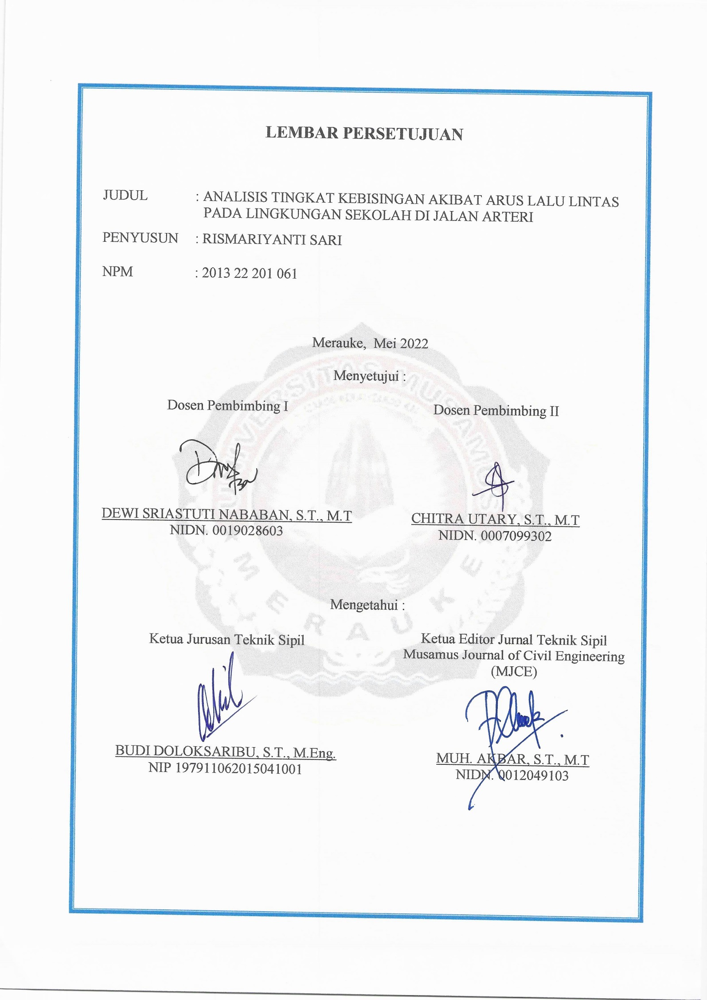 LEMBAR PERSETUJUAN
JUDUL : ANALISIS TINGKAT KEBISINGAN AKIBAT ARUS LALU LINTAS
PADA LINGKUNGAN SEKOLAH DI JALAN ARTERI
PENYUSUN : RISMARIYANTI SARI
NPM : 2013 22 201 061
Merauke, Mei 2022
Menyetujui :
Dosen Pembimbing I
Dosen Pembimbing II
DEWI SRIASTUTI NABABAN, S.T., M.T
NIDN. 0019028603
CHITRA UTARY, S.T., M.T
NIDN. 0007099302
Mengetahui :
Ketua Jurusan Teknik Sipil
Ketua Editor Jurnal Teknik Sipil
Musamus Journal of Civil Engineering
(MJCE)
BUDI DOLOKSARIBU, S.T., M.Eng.
NIP 197911062015041001
MUH. AKBAR, S.T., M.T
NIDN. 0012049103
UNIVERSITAS MUSAMUS
MERAUKE